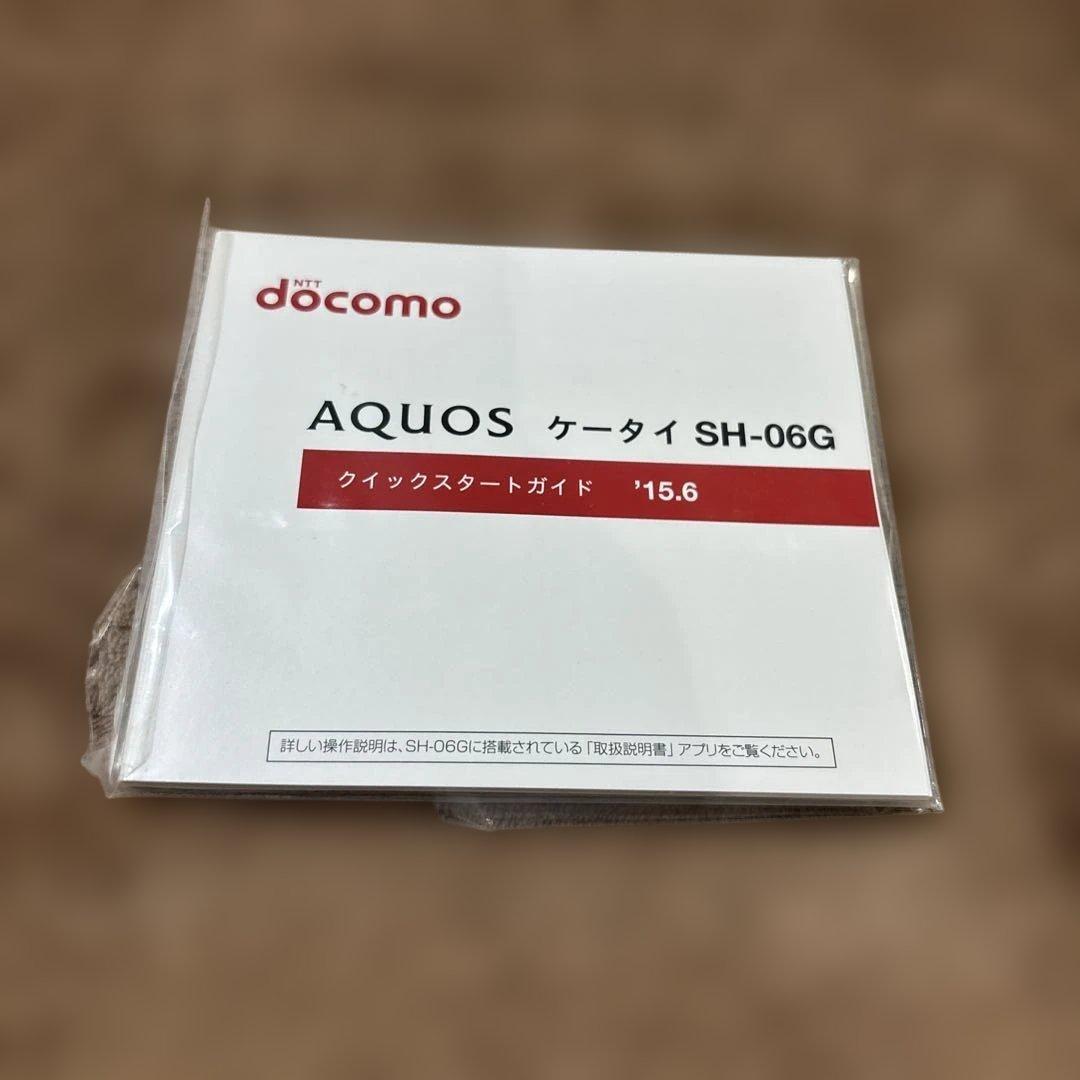 NTT
docomo
AQUOS ケータイ SH-06G
クイックスタートガイド ’15.6
詳しい操作説明は、SH-06Gに搭載されている「取扱説明書」アプリをご覧ください。